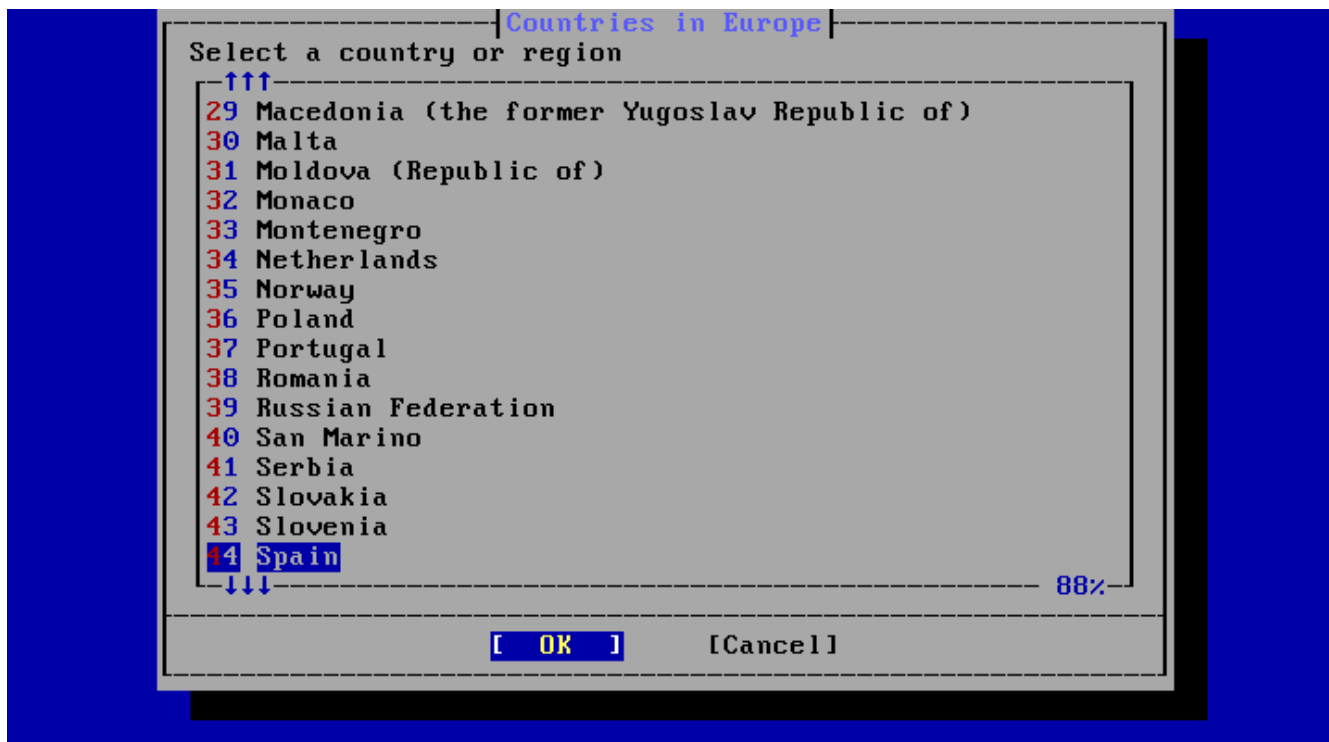 Countries in Europe
Select a country or region
↑↑↑
29 Macedonia (the former Yugoslav Republic of)
30 Malta
31 Moldova (Republic of)
32 Monaco
33 Montenegro
34 Netherlands
35 Norway
36 Poland
37 Portugal
38 Romania
39 Russian Federation
40 San Marino
41 Serbia
42 Slovakia
43 Slovenia
44 Spain
↓↓↓ 88%
[ OK ] [Cancel]